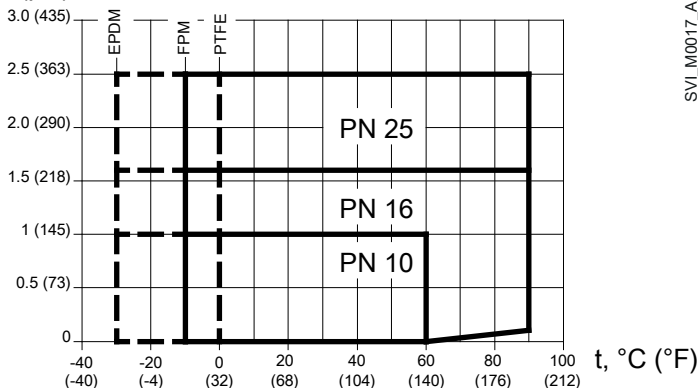 3.0 (435)
2.5 (363)
2.0 (290)
1.5 (218)
1 (145)
0.5 (73)
0
EPDM
FPM
PTFE
PN 25
PN 16
PN 10
-40 -20 0 20 40 60 80 100
(-40) (-4) (32) (68) (104) (140) (176) (212)
t, °C (°F)
SVI_M0017_A